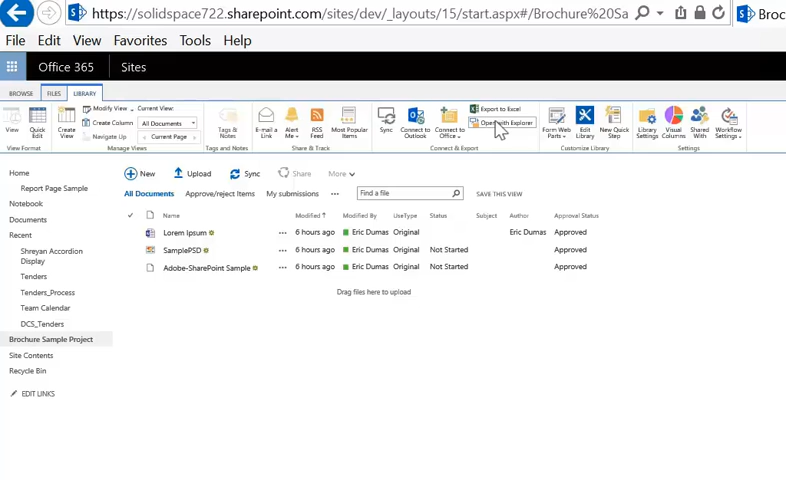 https://solidspace722.sharepoint.com/sites/dev/_layouts/15/start.aspx#/Brochure%20Sa
Broc
File Edit View Favorites Tools Help
Office 365 Sites
BROWSE FILES LIBRARY
View
Quick Edit
View Format
Create View
Modify View
Create Column
Navigate Up
Current View:
All Documents
Current Page
Manage Views
Tags & Notes
Tags and Notes
E-mail a Link
Alert Me
RSS Feed
Most Popular Items
Share & Track
Sync
Connect to Outlook
Connect to Office
Export to Excel
Open with Explorer
Connect & Export
Form Web Parts
Edit Library
New Quick Step
Customize Library
Library Settings
Visual Columns
Shared With
Workflow Settings
Settings
Home
Report Page Sample
Notebook
Documents
Recent
Shreyan Accordion Display
Tenders
Tenders_Process
Team Calendar
DCS_Tenders
Brochure Sample Project
Site Contents
Recycle Bin
EDIT LINKS
New Upload Sync Share More
All Documents Approve/reject Items My submissions ... Find a file SAVE THIS VIEW
Name Modified Modified By UseType Status Subject Author Approval Status
Lorem Ipsum ... 6 hours ago Eric Dumas Original Eric Dumas Approved
SamplePSD ... 6 hours ago Eric Dumas Original Not Started Approved
Adobe-SharePoint Sample ... 6 hours ago Eric Dumas Original Not Started Approved
Drag files here to upload